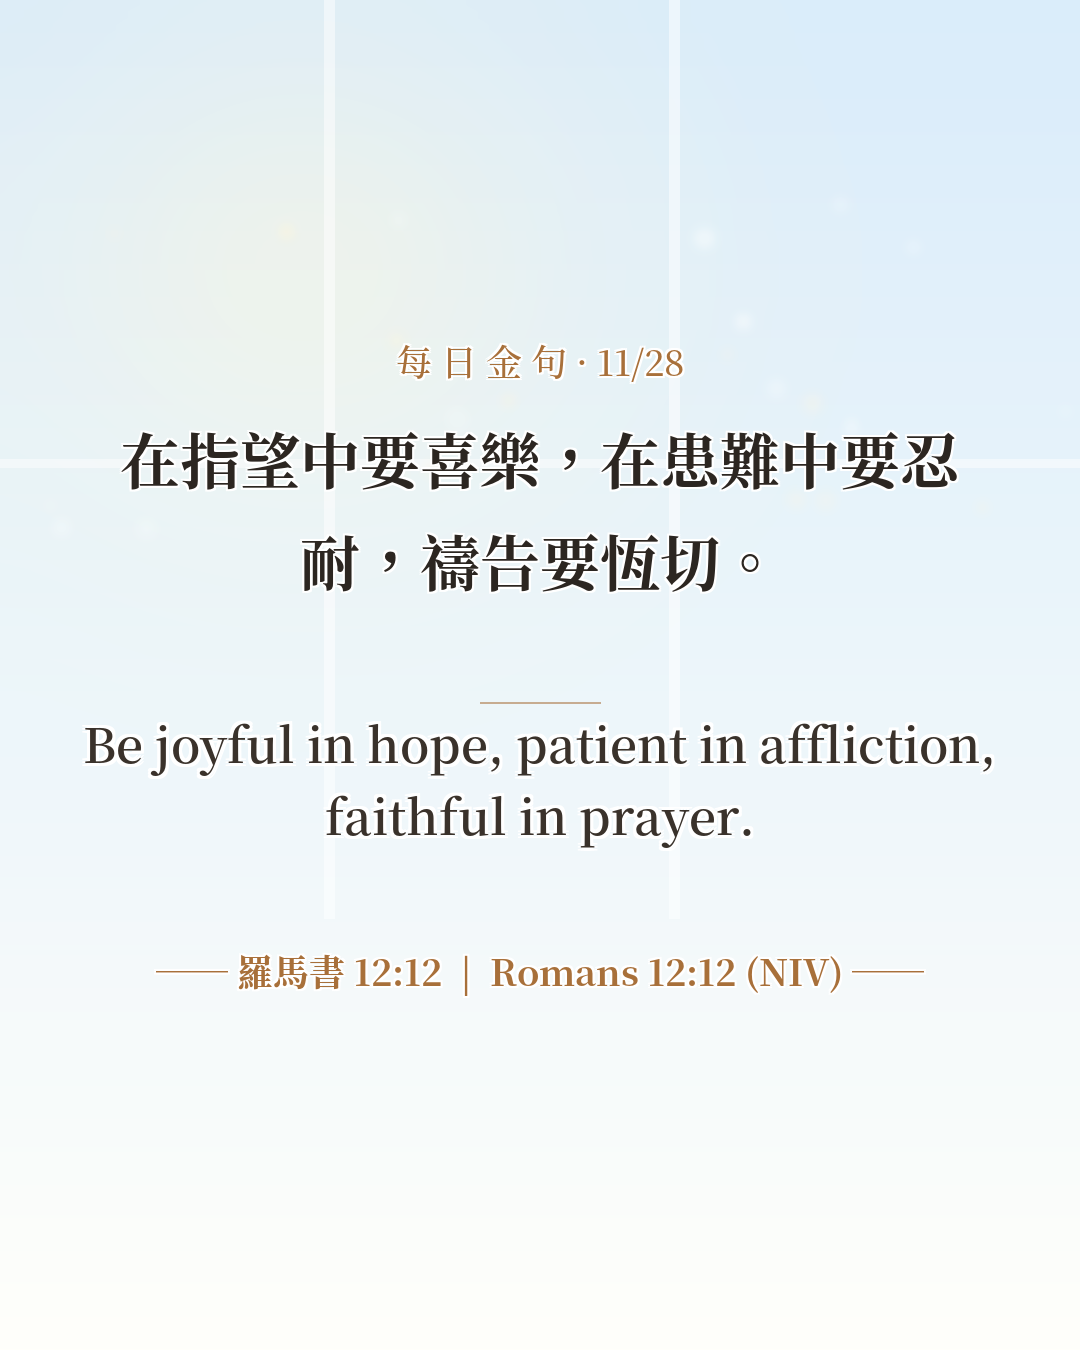 每日金句 · 11/28
在指望中要喜樂，在患難中要忍
耐，禱告要恆切。
Be joyful in hope, patient in affliction,
faithful in prayer.
—— 羅馬書 12:12 ｜ Romans 12:12 (NIV) ——